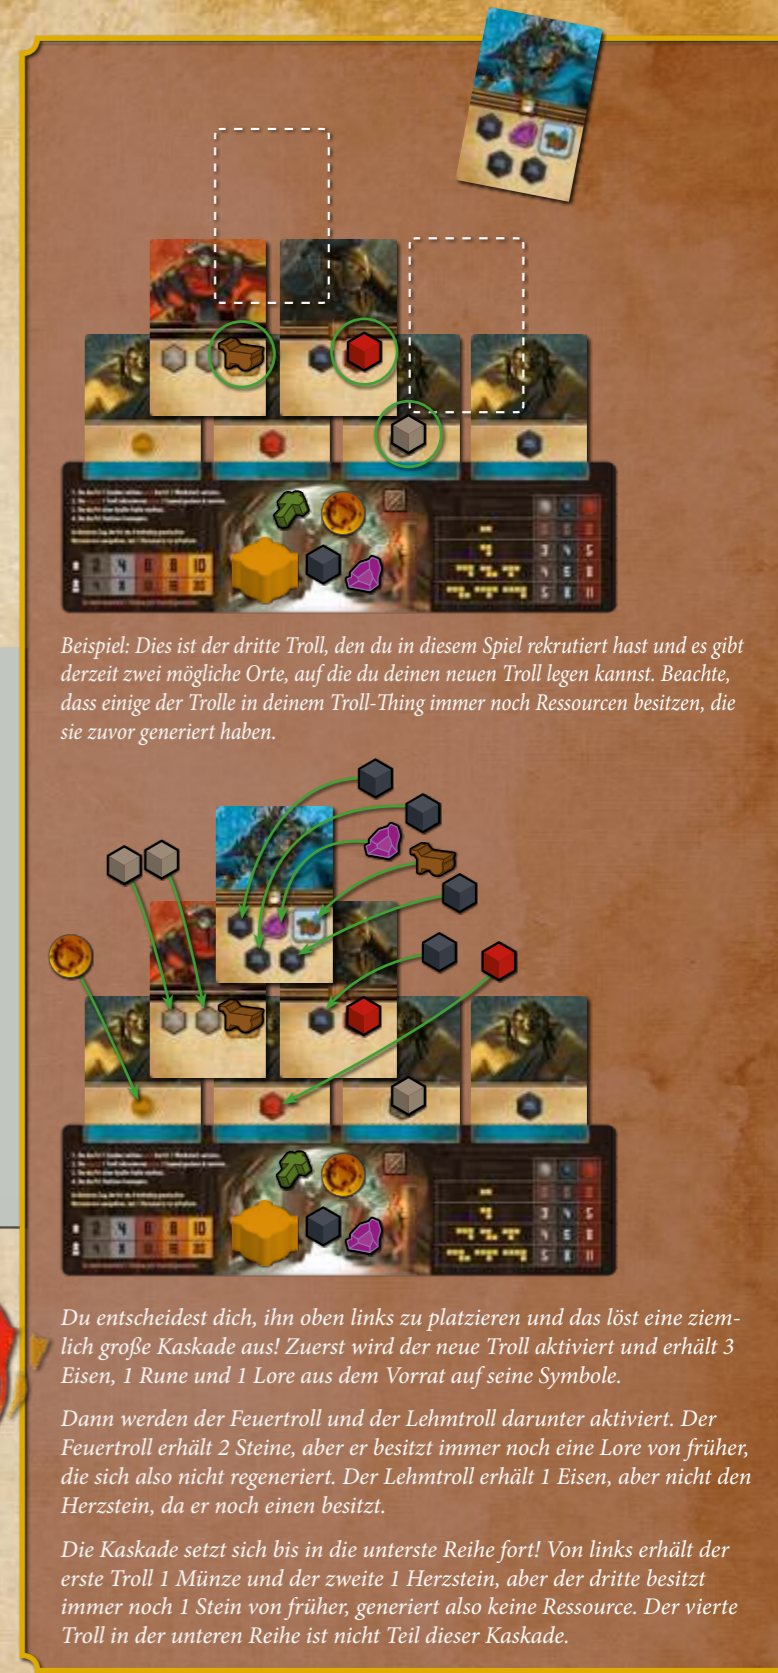 Beispiel: Dies ist der dritte Troll, den du in diesem Spiel rekrutiert hast und es gibt
derzeit zwei mögliche Orte, auf die du deinen neuen Troll legen kannst. Beachte,
dass einige der Trolle in deinem Troll-Thing immer noch Ressourcen besitzen, die
sie zuvor generiert haben.
Du entscheidest dich, ihn oben links zu platzieren und das löst eine ziem-
lich große Kaskade aus! Zuerst wird der neue Troll aktiviert und erhält 3
Eisen, 1 Rune und 1 Lore aus dem Vorrat auf seine Symbole.
Dann werden der Feuertroll und der Lehmtroll darunter aktiviert. Der
Feuertroll erhält 2 Steine, aber er besitzt immer noch eine Lore von früher,
die sich also nicht regeneriert. Der Lehmtroll erhält 1 Eisen, aber nicht den
Herzstein, da er noch einen besitzt.
Die Kaskade setzt sich bis in die unterste Reihe fort! Von links erhält der
erste Troll 1 Münze und der zweite 1 Herzstein, aber der dritte besitzt
immer noch 1 Stein von früher, generiert also keine Ressource. Der vierte
Troll in der unteren Reihe ist nicht Teil dieser Kaskade.